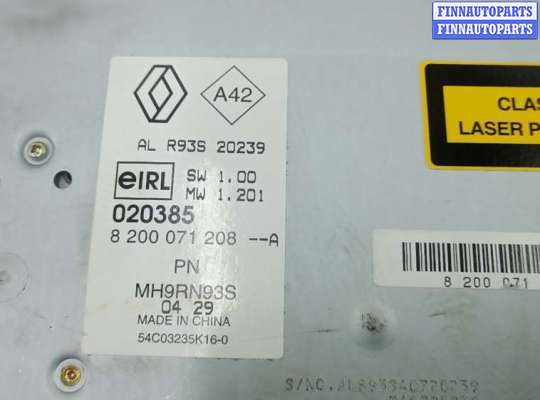 FINNAUTOPARTS
FINNAUTOPARTS
A42
AL R93S 20239
eIRL
SW 1.00
MW 1.201
020385
8 200 071 208 --A
PN
MH9RN93S
04 29
MADE IN CHINA
54C03235K16-0
CLAS
LASER P
8 200 071
S/NO.